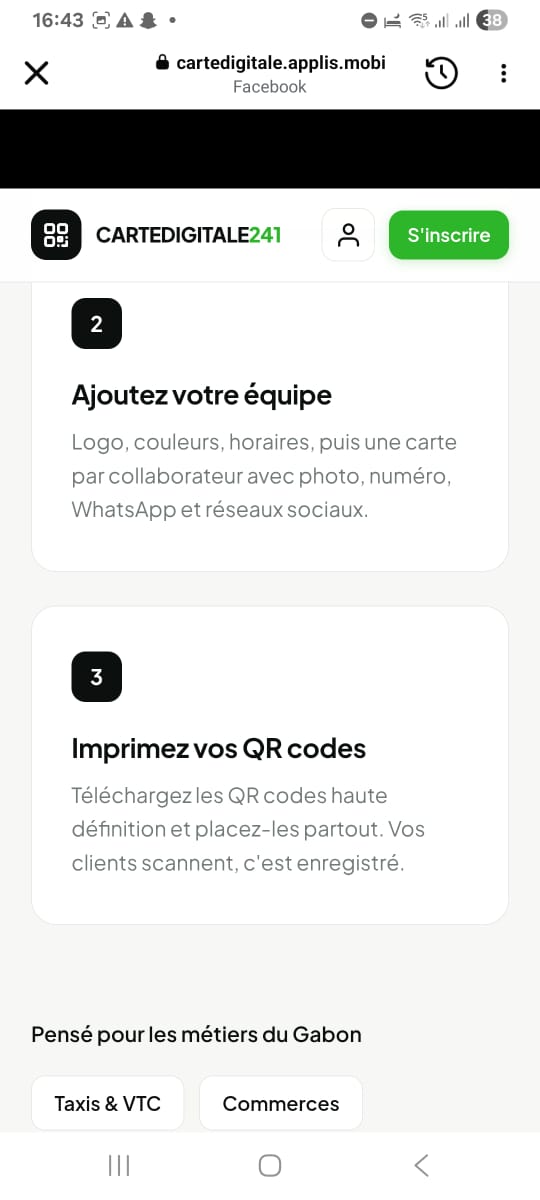 16:43
38
cartedigitale.applis.mobi
Facebook
CARTEDIGITALE241
S'inscrire
2
Ajoutez votre équipe
Logo, couleurs, horaires, puis une carte
par collaborateur avec photo, numéro,
WhatsApp et réseaux sociaux.
3
Imprimez vos QR codes
Téléchargez les QR codes haute
définition et placez-les partout. Vos
clients scannent, c'est enregistré.
Pensé pour les métiers du Gabon
Taxis & VTC
Commerces